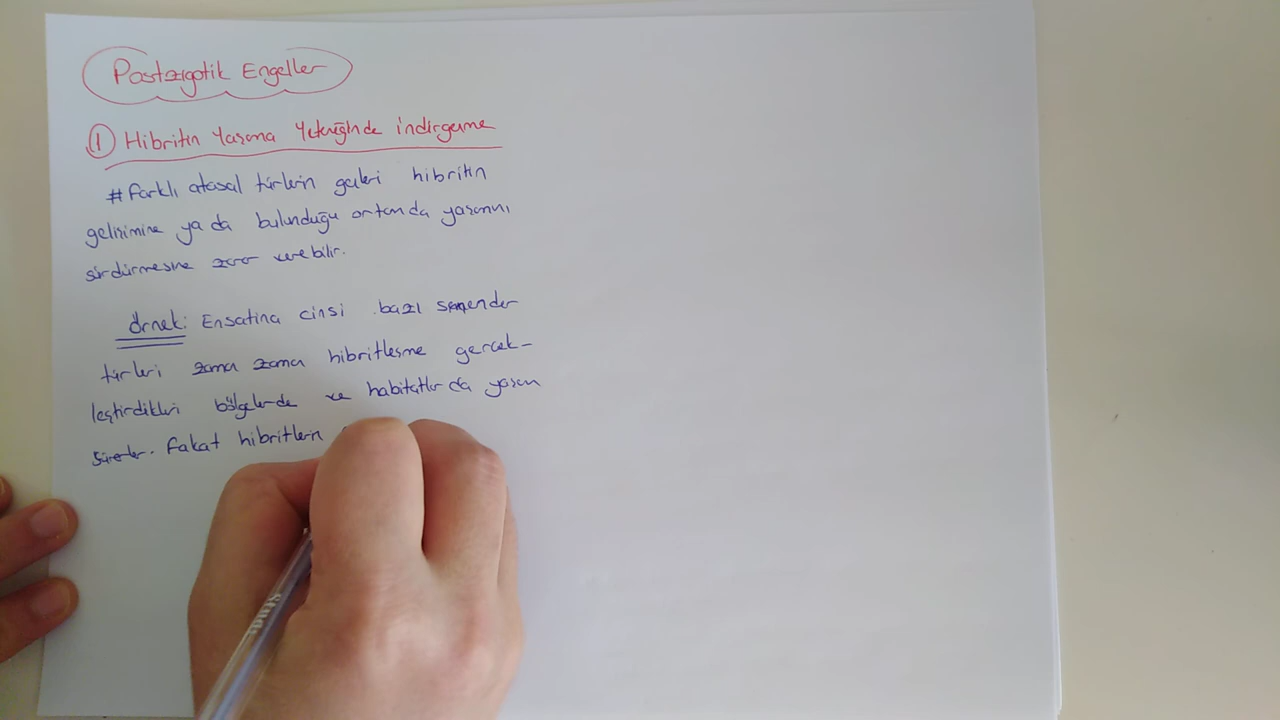 Postzigotik Engeller
① Hibritin Yaşama Yeteneğinde indirgeme
# Farklı atasal türlerin genleri hibritin
gelişimine ya da bulunduğu ortamda yaşamını
sürdürmesine zarar verebilir.
Örnek: Ensatina cinsi bazı semender
türleri zaman zaman hibritleşme gerçek-
leştirdikleri bölgelerde ve habitatlarda yaşam
sürerler. Fakat hibritlerin